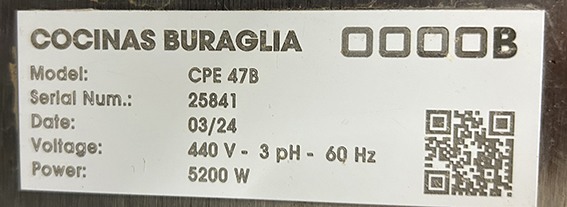 COCINAS BURAGLIA B
Model: CPE 47B
Serial Num.: 25841
Date: 03/24
Voltage: 440 V - 3 pH - 60 Hz
Power: 5200 W